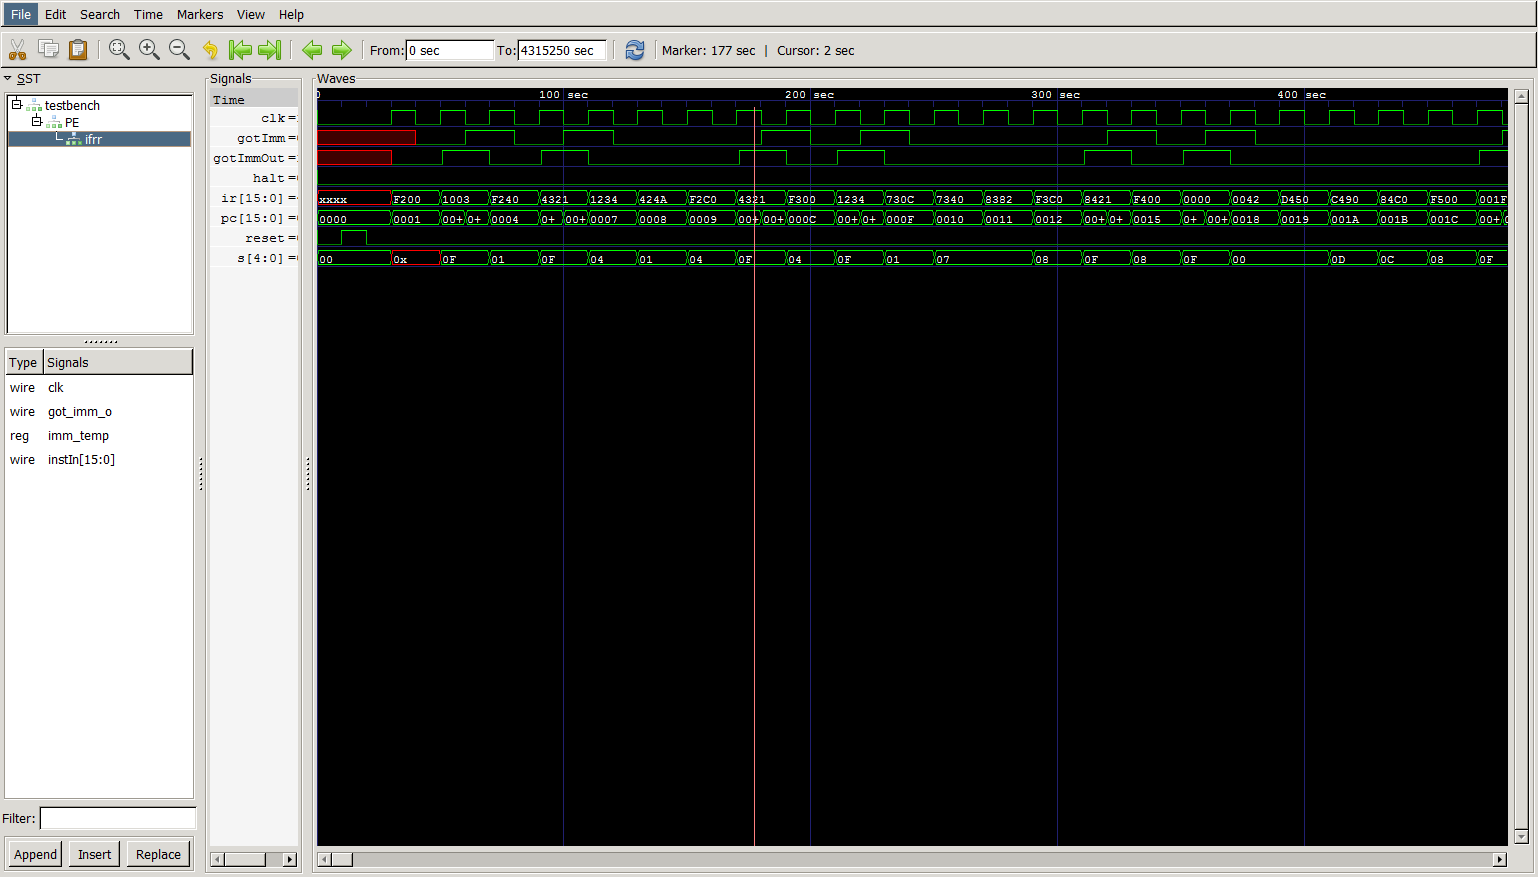 File Edit Search Time Markers View Help
From: 0 sec To: 4315250 sec Marker: 177 sec | Cursor: 2 sec
SST
testbench
PE
ifrr
Type Signals
wire clk
wire got_imm_o
reg imm_temp
wire instIn[15:0]
Filter:
Append Insert Replace
Signals
Time
clk =
gotImm =
gotImmOut =
halt =
ir[15:0] =
pc[15:0] =
reset =
s[4:0] =
Waves
0 100 sec 200 sec 300 sec 400 sec
xxxx F200 1003 F240 4321 1234 424A F2C0 4321 F300 1234 730C 7340 8382 F3C0 8421 F400 0000 0042 D450 C490 84C0 F500 001F
0000 0001 00+ 0+ 0004 0+ 00+ 0007 0008 0009 00+ 00+ 000C 00+ 0+ 000F 0010 0011 0012 00+ 0+ 0015 0+ 00+ 0018 0019 001A 001B 001C 00+
00 0x 0F 01 0F 04 01 04 0F 04 0F 01 07 08 0F 08 0F 00 0D 0C 08 0F